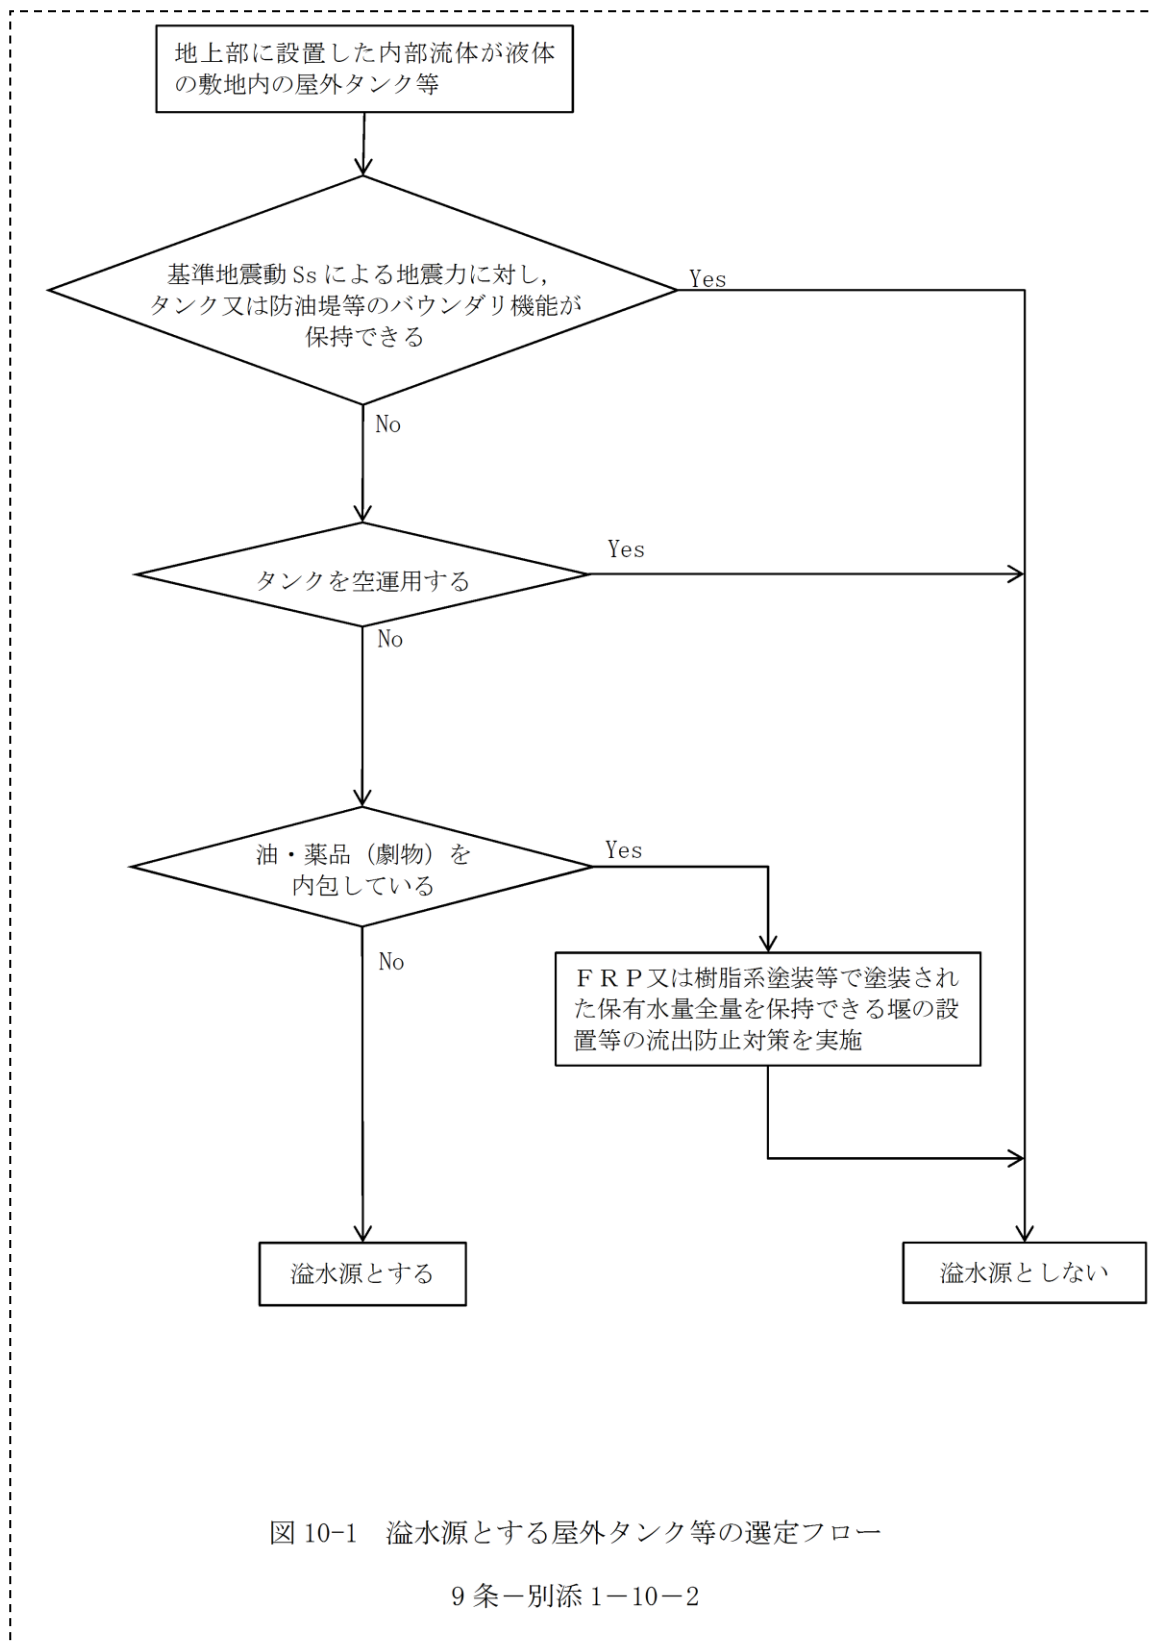 地上部に設置した内部流体が液体
の敷地内の屋外タンク等
基準地震動 Ss による地震力に対し,
タンク又は防油堤等のバウンダリ機能が
保持できる
Yes
No
タンクを空運用する
Yes
No
油・薬品（劇物）を
内包している
Yes
No
ＦＲＰ又は樹脂系塗装等で塗装され
た保有水量全量を保持できる堰の設
置等の流出防止対策を実施
溢水源とする
溢水源としない
図 10-1　溢水源とする屋外タンク等の選定フロー
9 条－別添 1－10－2